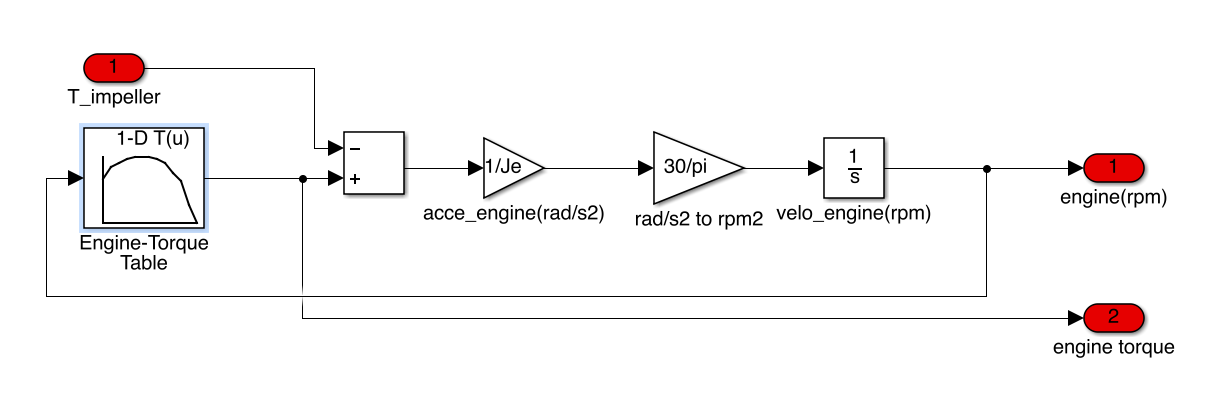 1
T_impeller
1-D T(u)
Engine-Torque
Table
−
+
1/Je
acce_engine(rad/s2)
30/pi
rad/s2 to rpm2
1
s
velo_engine(rpm)
1
engine(rpm)
2
engine torque